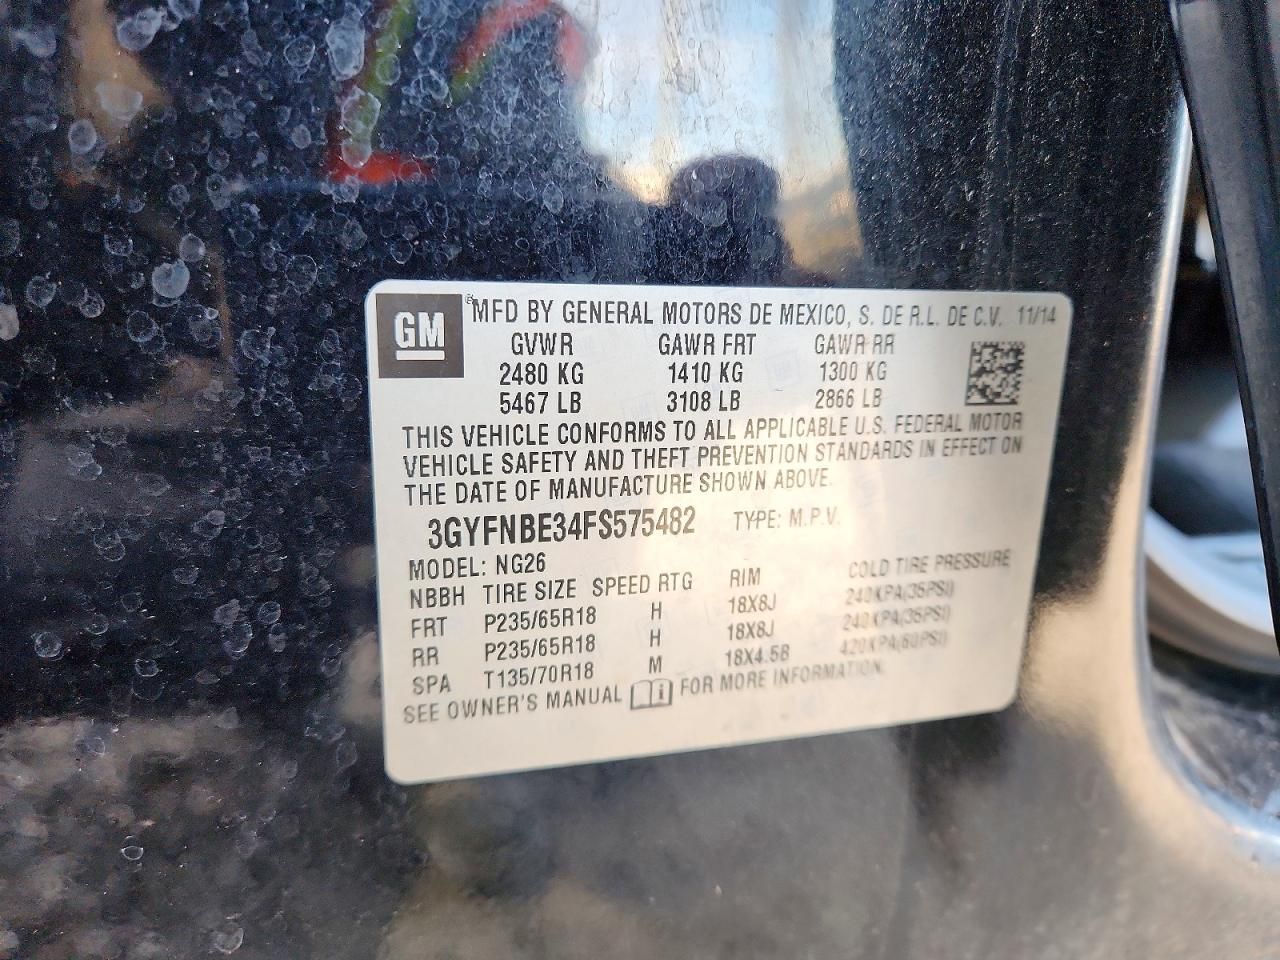 GM ® MFD BY GENERAL MOTORS DE MEXICO, S. DE R.L. DE C.V. 11/14
GVWR GAWR FRT GAWR RR
2480 KG 1410 KG 1300 KG
5467 LB 3108 LB 2866 LB
THIS VEHICLE CONFORMS TO ALL APPLICABLE U.S. FEDERAL MOTOR
VEHICLE SAFETY AND THEFT PREVENTION STANDARDS IN EFFECT ON
THE DATE OF MANUFACTURE SHOWN ABOVE.
3GYFNBE34FS575482 TYPE: M.P.V.
MODEL: NG26
NBBH TIRE SIZE SPEED RTG RIM COLD TIRE PRESSURE
FRT P235/65R18 H 18X8J 240KPA(35PSI)
RR P235/65R18 H 18X8J 240KPA(35PSI)
SPA T135/70R18 M 18X4.5B 420KPA(60PSI)
SEE OWNER'S MANUAL FOR MORE INFORMATION.